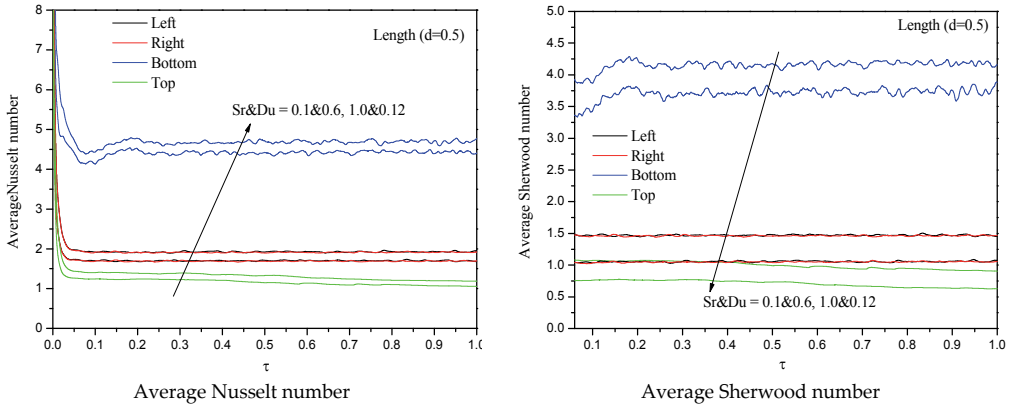 8
7
6
5
4
3
2
1
0
AverageNusselt number
Left
Right
Bottom
Top
Length (d=0.5)
Sr&Du = 0.1&0.6, 1.0&0.12
0.0 0.1 0.2 0.3 0.4 0.5 0.6 0.7 0.8 0.9 1.0
τ
Average Nusselt number
5.0
4.5
4.0
3.5
3.0
2.5
2.0
1.5
1.0
0.5
0.0
Average Sherwood number
Length (d=0.5)
Left
Right
Bottom
Top
Sr&Du = 0.1&0.6, 1.0&0.12
0.1 0.2 0.3 0.4 0.5 0.6 0.7 0.8 0.9 1.0
τ
Average Sherwood number